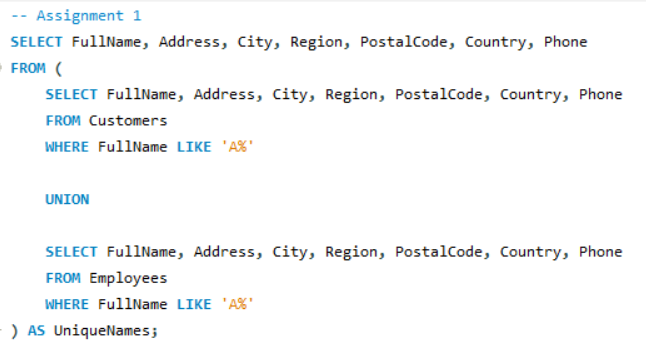 -- Assignment 1
SELECT FullName, Address, City, Region, PostalCode, Country, Phone
FROM (
SELECT FullName, Address, City, Region, PostalCode, Country, Phone
FROM Customers
WHERE FullName LIKE 'A%'
UNION
SELECT FullName, Address, City, Region, PostalCode, Country, Phone
FROM Employees
WHERE FullName LIKE 'A%'
) AS UniqueNames;